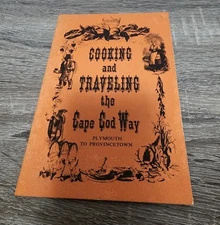 COOKING
and
TRAVELING
the
Cape Cod Way
PLYMOUTH
TO PROVINCETOWN